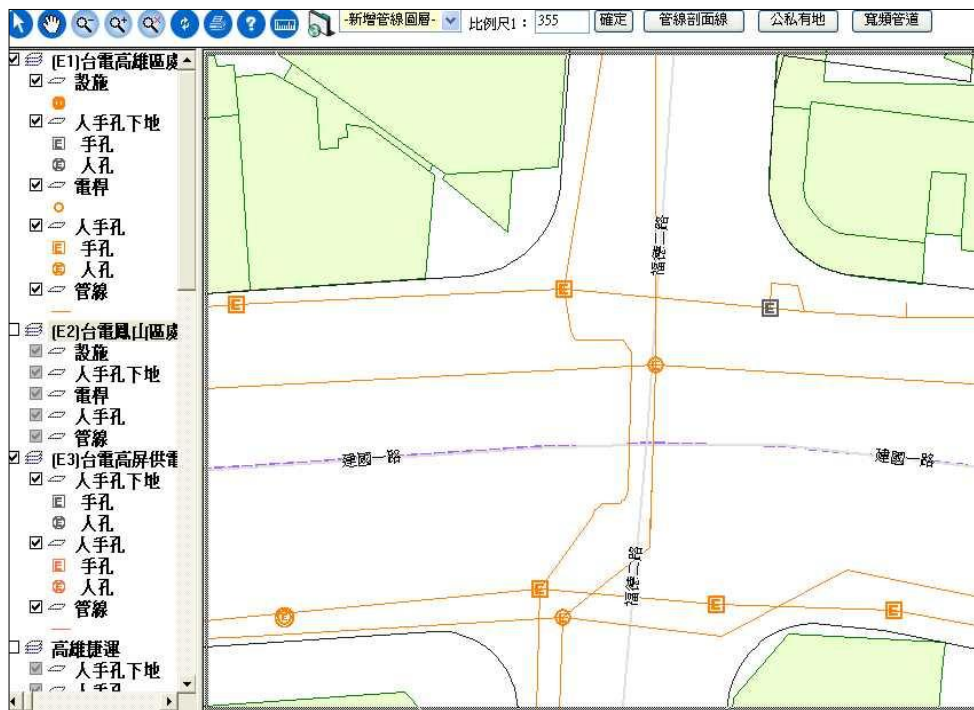 -新增管線圖層- 比例尺1： 355 確定 管線剖面線 公私有地 寬頻管道
(E1)台電高雄區處
設施
人手孔下地
E 手孔
E 人孔
電桿
人手孔
E 手孔
E 人孔
管線
(E2)台電鳳山區處
設施
人手孔下地
電桿
人手孔
管線
(E3)台電高屏供電
人手孔下地
E 手孔
E 人孔
人手孔
E 手孔
E 人孔
管線
高雄捷運
人手孔下地
人手孔
福德二路
E
E
E
E
建國一路
建國一路
福德二路
E
E
E
E
E
E